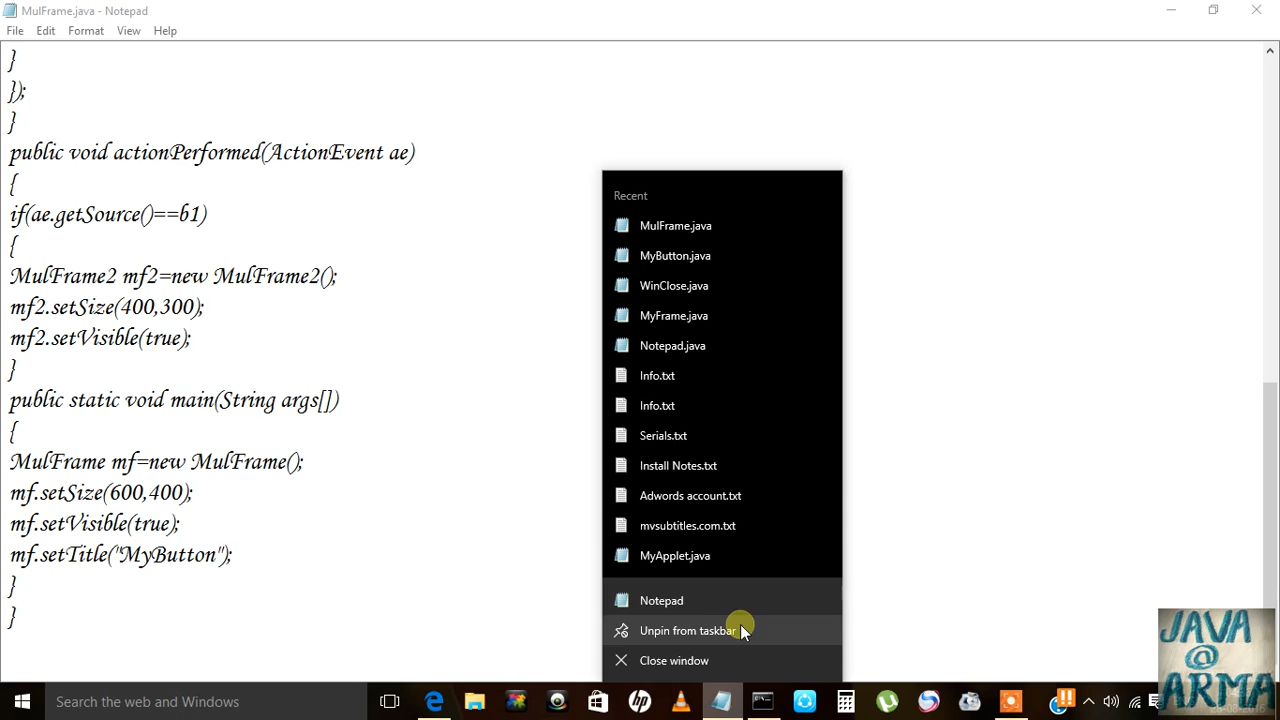 MulFrame.java - Notepad
File Edit Format View Help
}
});
}
public void actionPerformed(ActionEvent ae)
{
if(ae.getSource()==b1)
{
MulFrame2 mf2=new MulFrame2();
mf2.setSize(400,300);
mf2.setVisible(true);
}
public static void main(String args[])
{
MulFrame mf=new MulFrame();
mf.setSize(600,400);
mf.setVisible(true);
mf.setTitle("MyButton");
}
}
Recent
MulFrame.java
MyButton.java
WinClose.java
MyFrame.java
Notepad.java
Info.txt
Info.txt
Serials.txt
Install Notes.txt
Adwords account.txt
mvsubtitles.com.txt
MyApplet.java
Notepad
Unpin from taskbar
Close window
JAVA
@
ARMA
Search the web and Windows